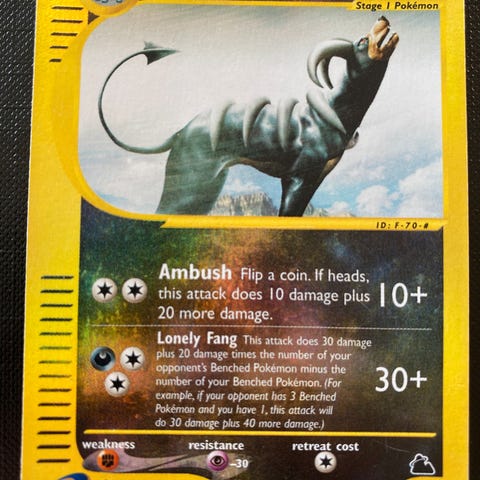 Stage 1 Pokémon
ID: F-70-#
Ambush Flip a coin. If heads,
this attack does 10 damage plus 10+
20 more damage.
Lonely Fang This attack does 30 damage
plus 20 damage times the number of your
opponent's Benched Pokémon minus the
number of your Benched Pokémon. (For 30+
example, if your opponent has 3 Benched
Pokémon and you have 1, this attack will
do 30 damage plus 40 more damage.)
weakness resistance retreat cost
-30